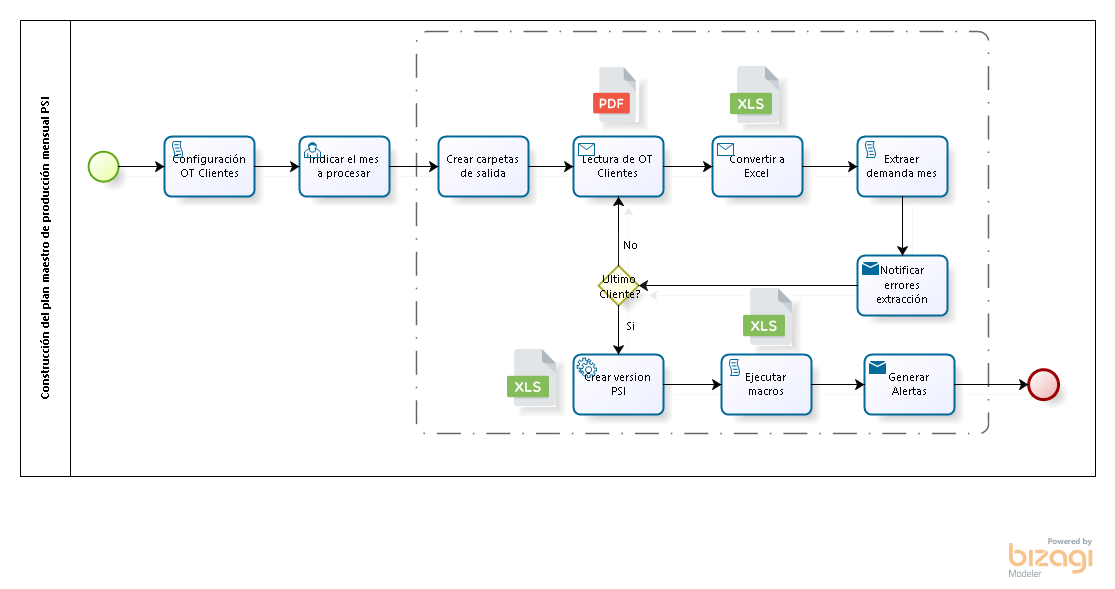 Construcción del plan maestro de producción mensual PSI
PDF
XLS
Configuración
OT Clientes
Indicar el mes
a procesar
Crear carpetas
de salida
Lectura de OT
Clientes
Convertir a
Excel
Extraer
demanda mes
No
Ultimo
Cliente?
Notificar
errores
extracción
Si
XLS
XLS
Crear version
PSI
Ejecutar
macros
Generar
Alertas
Powered by
bizagi
Modeler